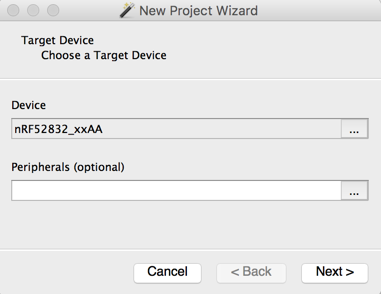 New Project Wizard
Target Device
Choose a Target Device
Device
nRF52832_xxAA
...
Peripherals (optional)
...
Cancel
< Back
Next >